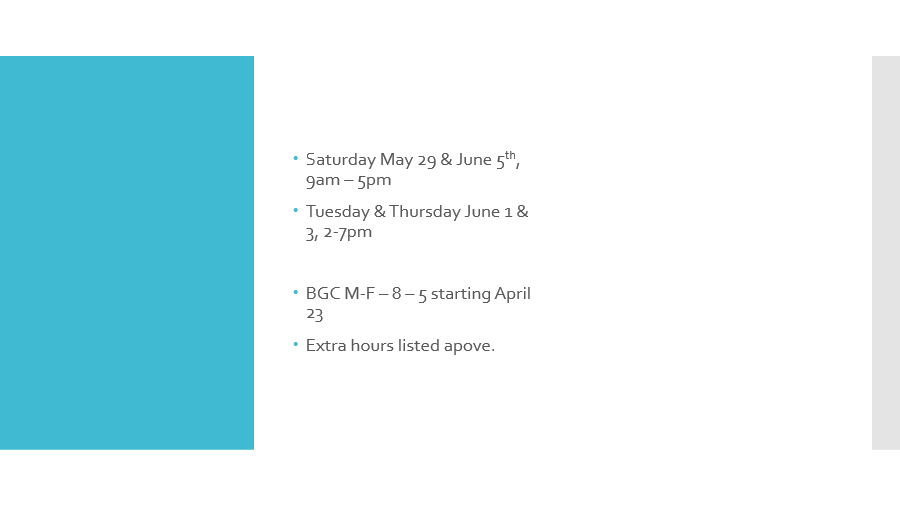 • Saturday May 29 & June 5th,
9am – 5pm
• Tuesday & Thursday June 1 &
3, 2-7pm
• BGC M-F – 8 – 5 starting April
23
• Extra hours listed apove.